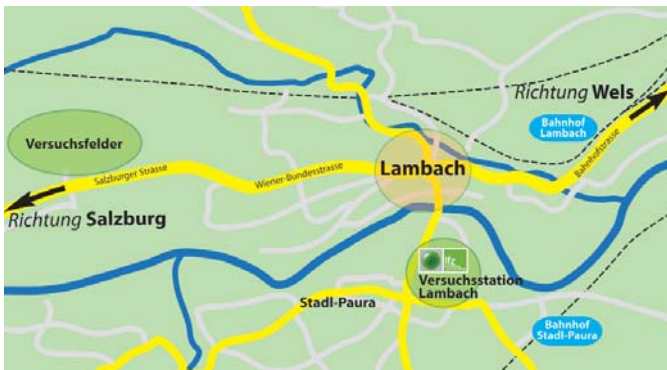 Richtung Wels
Bahnhof
Lambach
Versuchsfelder
Bahnhofstrasse
Lambach
Salzburger Strasse
Wiener-Bundesstrasse
Richtung Salzburg
lfz
Versuchsstation
Lambach
Stadl-Paura
Bahnhof
Stadl-Paura